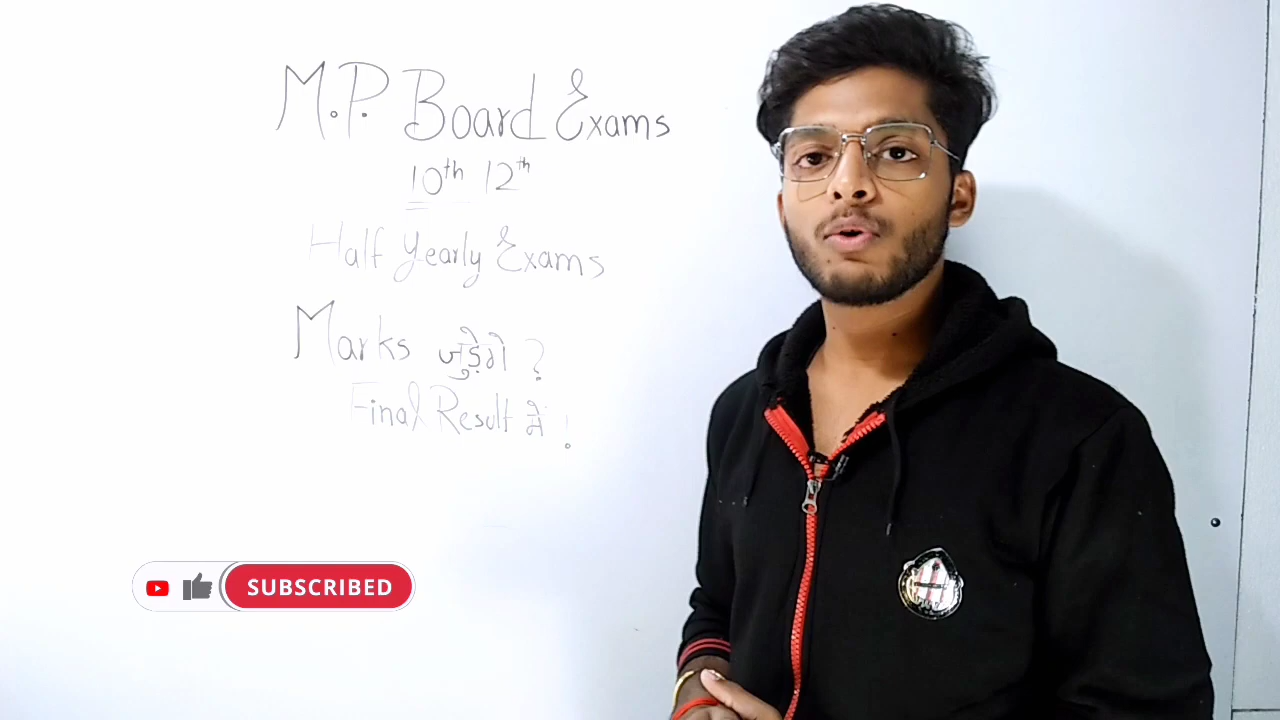 M.P. Board Exams
10th 12th
Half Yearly Exams
Marks जुड़ेगे ?
Final Result में !
SUBSCRIBED